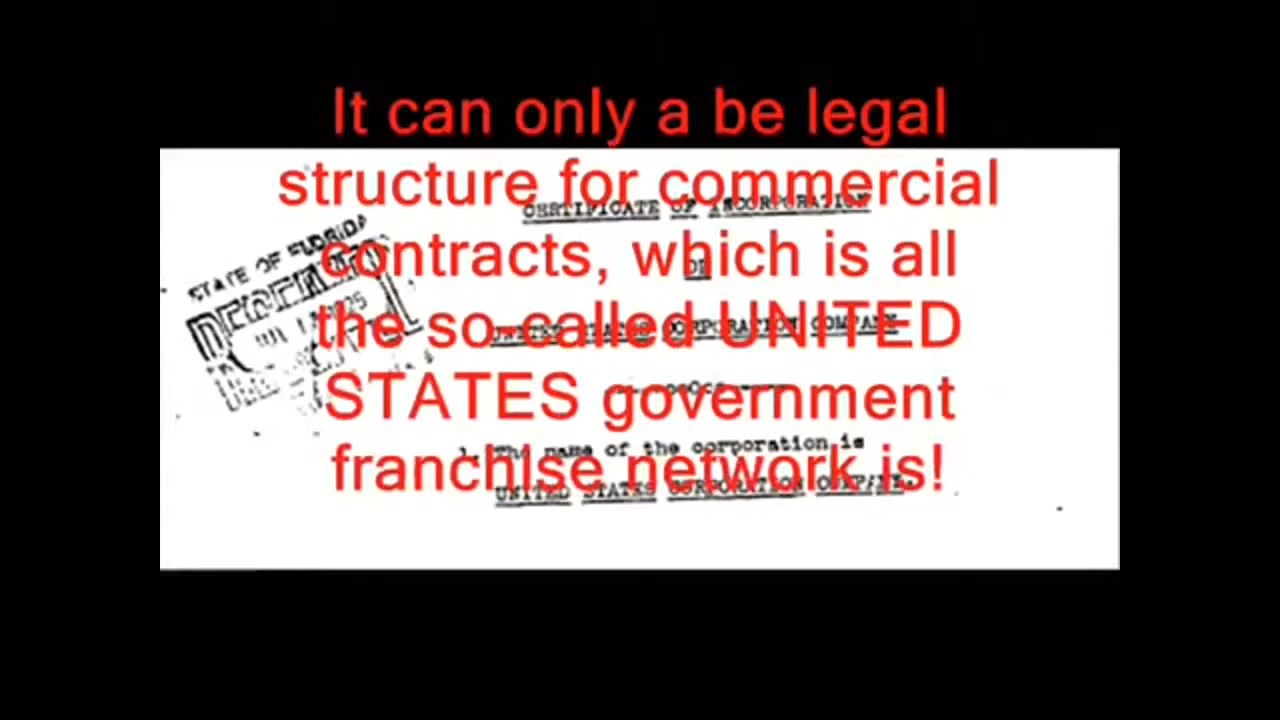 It can only a be legal
structure for commercial
CERTIFICATE OF INCORPORATION
STATE OF FLORIDA
contracts, which is all
OF
the so-called UNITED
UNITED STATES CORPORATION COMPANY
STATES government
1. The name of the corporation is
franchise network is!
UNITED STATES CORPORATION COMPANY.